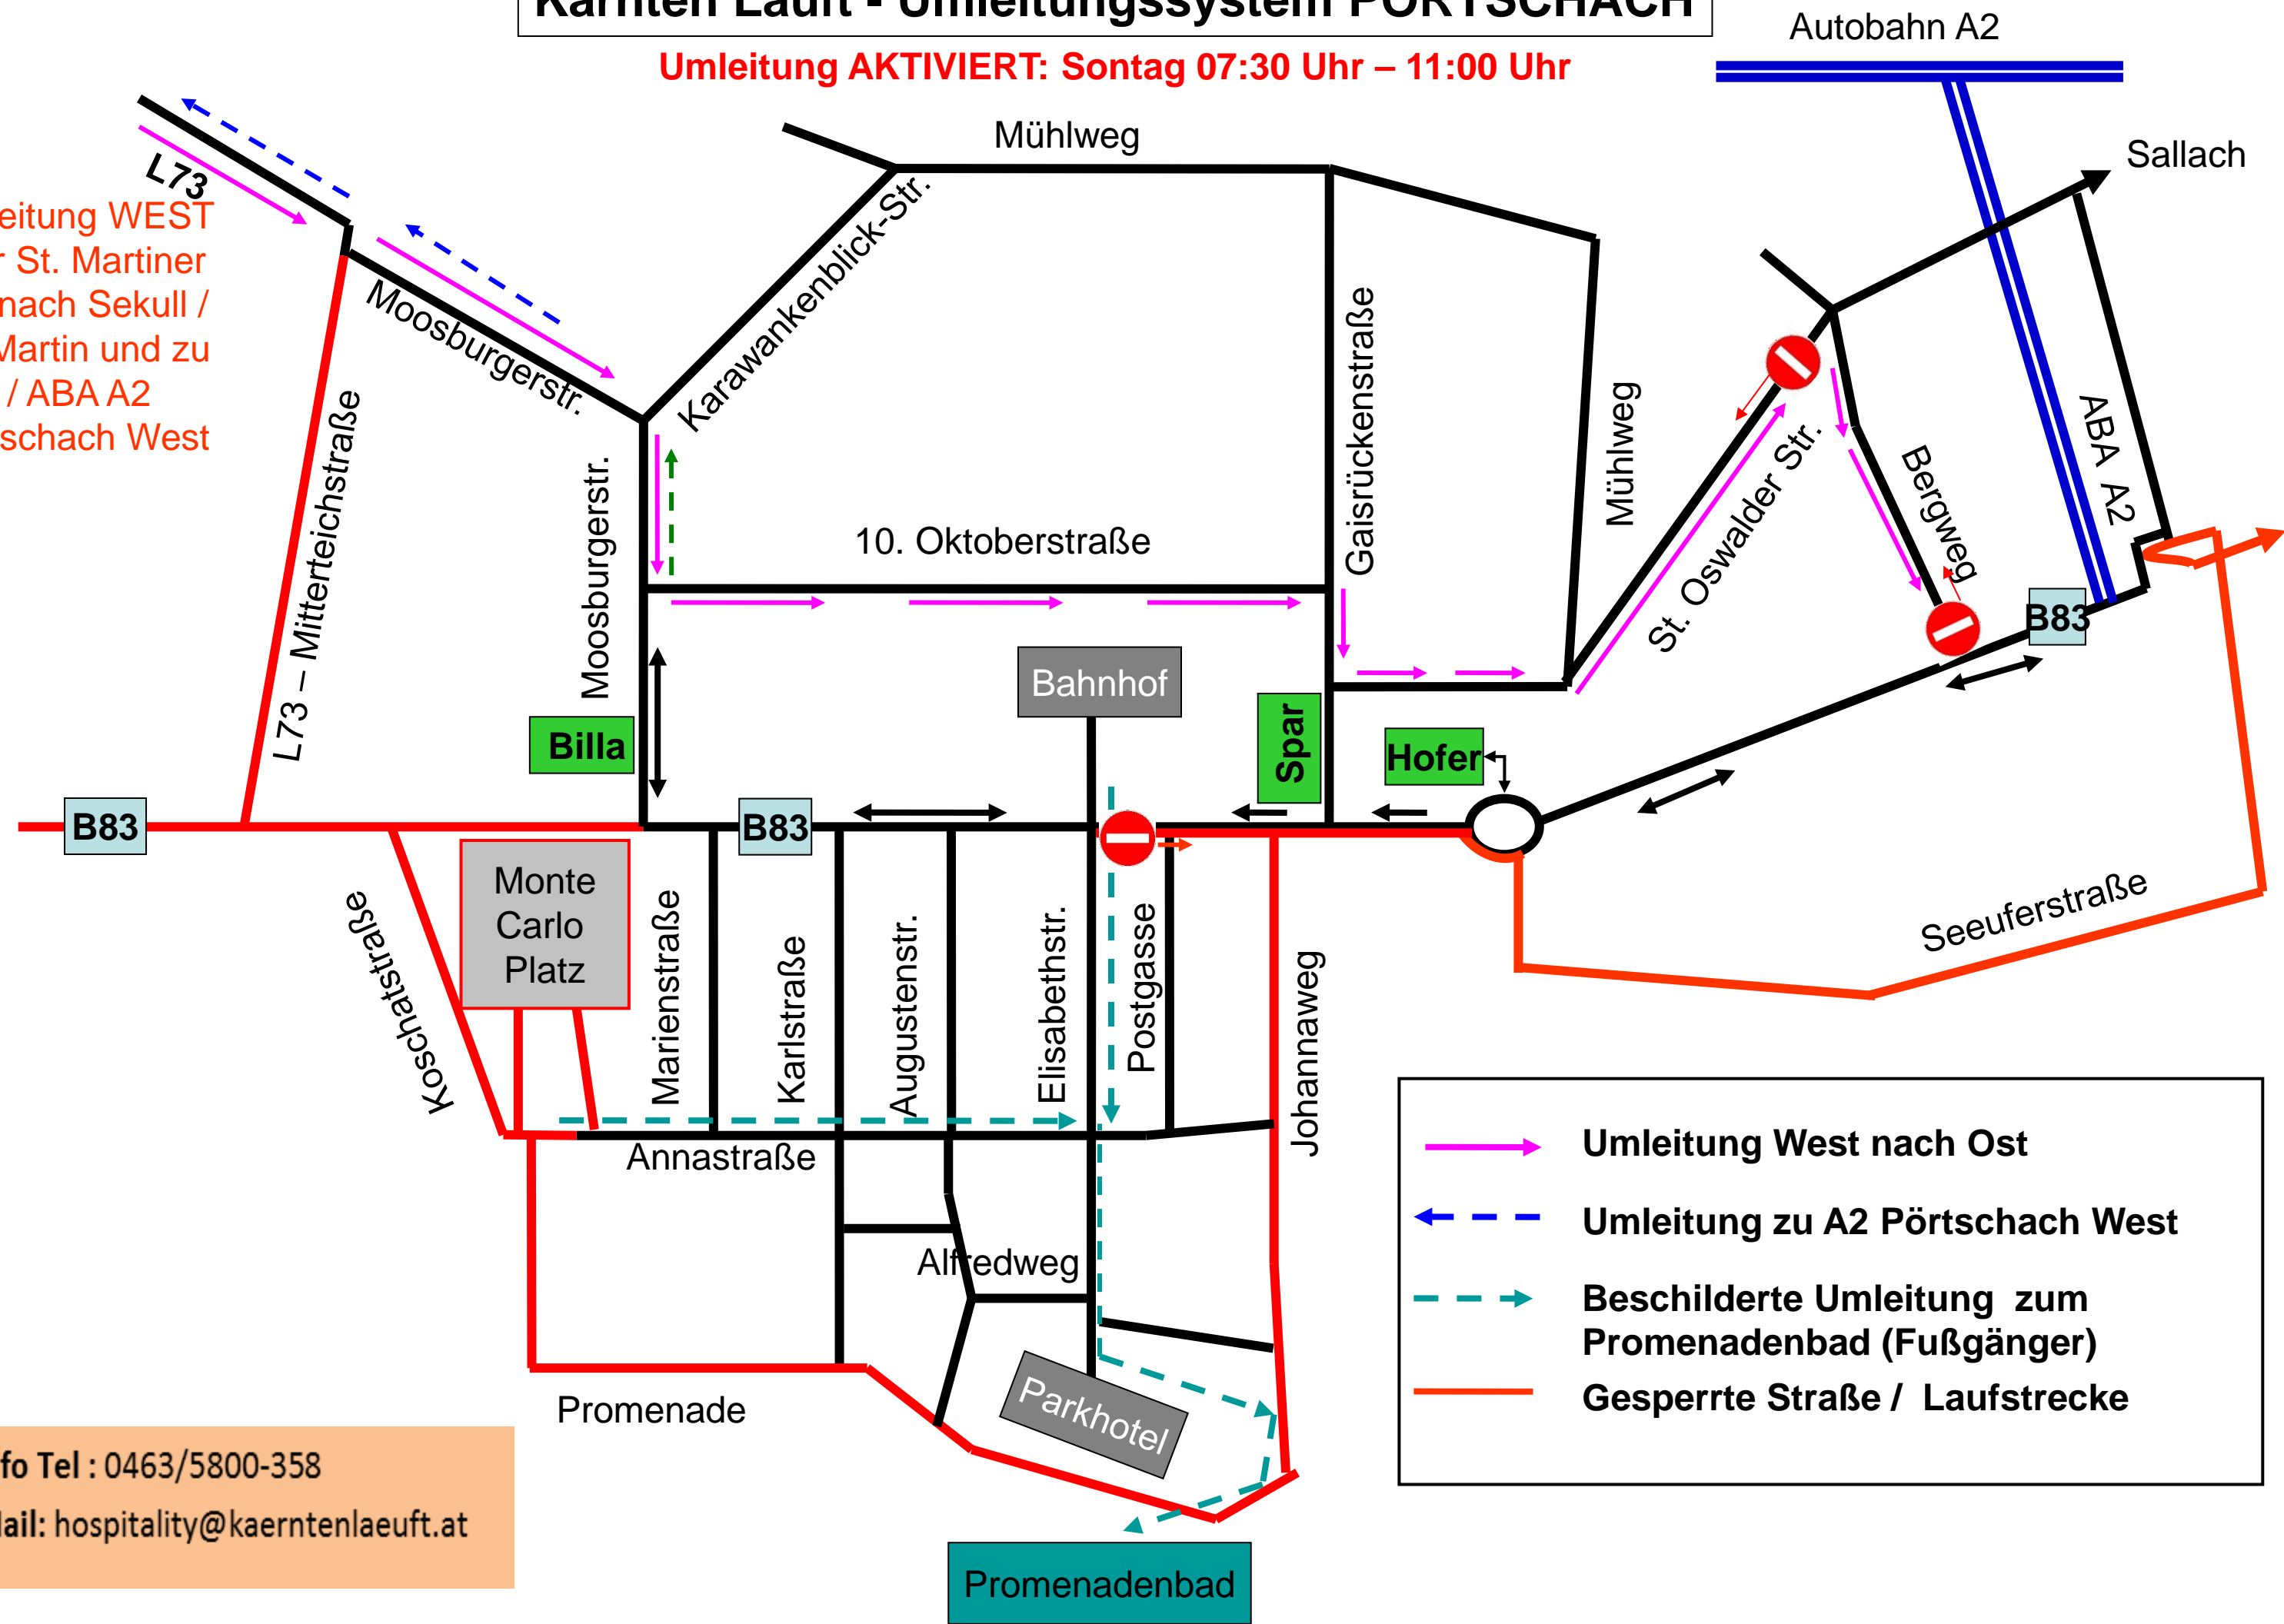 Kärnten Läuft - Umleitungssystem PÖRTSCHACH
Umleitung AKTIVIERT: Sontag 07:30 Uhr – 11:00 Uhr
Autobahn A2
Mühlweg
Sallach
L73
eitung WEST
r St. Martiner
nach Sekull /
Martin und zu
/ ABA A2
tschach West
Karawankenblick-Str.
Moosburgerstr.
Gaisrückenstraße
Mühlweg
ABA A2
L73 – Mitterteichstraße
Moosburgerstr.
10. Oktoberstraße
St. Oswalder Str.
Bergweg
B83
Bahnhof
Spar
Billa
Hofer
B83
B83
Monte
Carlo
Platz
Koschatstraße
Marienstraße
Karlstraße
Augustenstr.
Elisabethstr.
Postgasse
Johannaweg
Seeuferstraße
Annastraße
Alfredweg
Umleitung West nach Ost
Umleitung zu A2 Pörtschach West
Beschilderte Umleitung zum
Promenadenbad (Fußgänger)
Gesperrte Straße / Laufstrecke
Promenade
Parkhotel
fo Tel : 0463/5800-358
Mail: hospitality@kaerntenlaeuft.at
Promenadenbad